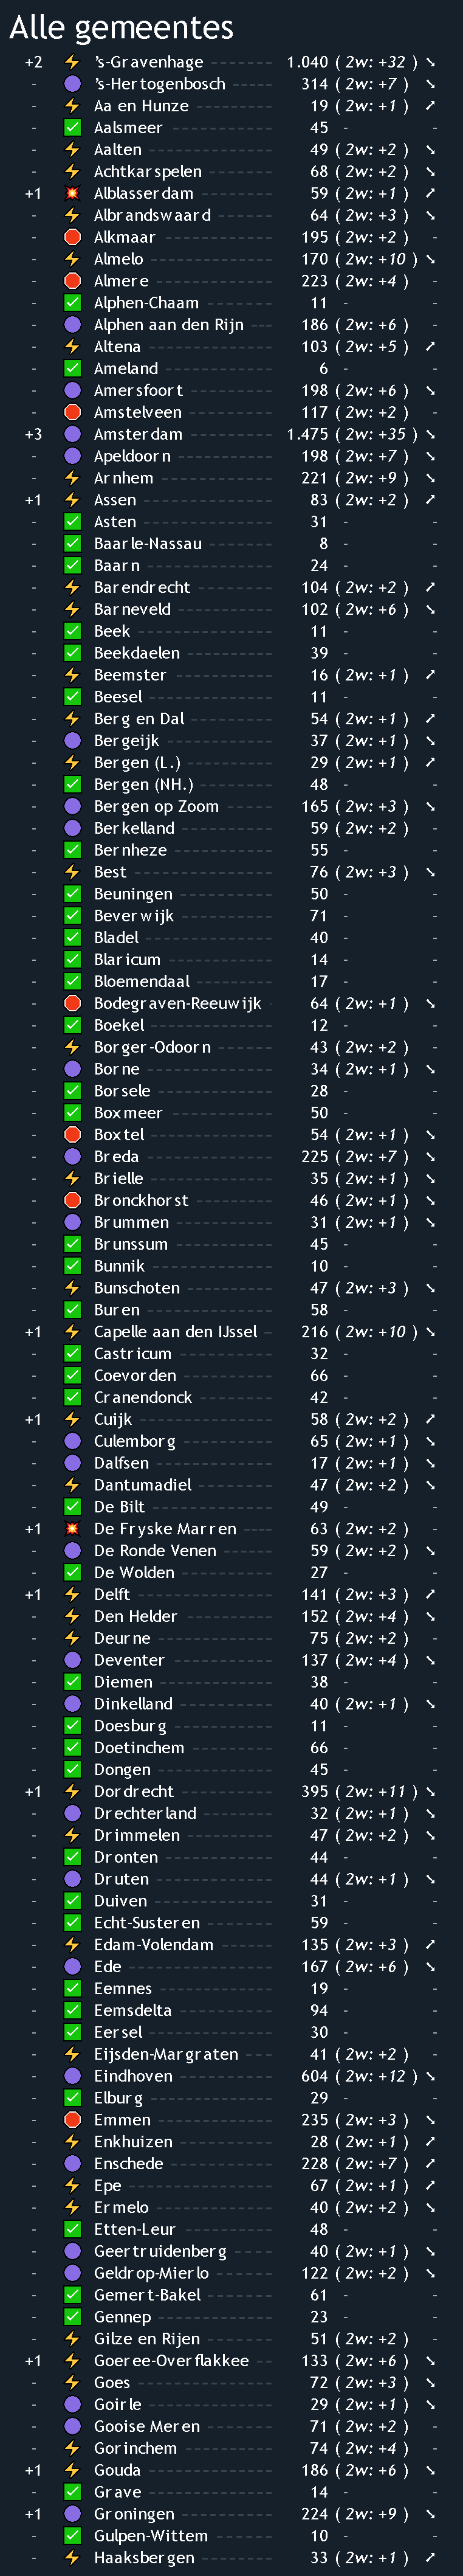 Alle gemeentes
+2 's-Gravenhage 1.040 ( 2w: +32 ) ↘
- 's-Hertogenbosch 314 ( 2w: +7 ) ↘
- Aa en Hunze 19 ( 2w: +1 ) ↗
- Aalsmeer 45 - -
- Aalten 49 ( 2w: +2 ) ↘
- Achtkarspelen 68 ( 2w: +2 ) ↘
+1 Alblasserdam 59 ( 2w: +1 ) ↗
- Albrandswaard 64 ( 2w: +3 ) ↘
- Alkmaar 195 ( 2w: +2 ) -
- Almelo 170 ( 2w: +10 ) ↘
- Almere 223 ( 2w: +4 ) -
- Alphen-Chaam 11 - -
- Alphen aan den Rijn 186 ( 2w: +6 ) -
- Altena 103 ( 2w: +5 ) ↗
- Ameland 6 - -
- Amersfoort 198 ( 2w: +6 ) ↘
- Amstelveen 117 ( 2w: +2 ) -
+3 Amsterdam 1.475 ( 2w: +35 ) ↘
- Apeldoorn 198 ( 2w: +7 ) ↘
- Arnhem 221 ( 2w: +9 ) ↘
+1 Assen 83 ( 2w: +2 ) ↗
- Asten 31 - -
- Baarle-Nassau 8 - -
- Baarn 24 - -
- Barendrecht 104 ( 2w: +2 ) ↗
- Barneveld 102 ( 2w: +6 ) ↘
- Beek 11 - -
- Beekdaelen 39 - -
- Beemster 16 ( 2w: +1 ) ↗
- Beesel 11 - -
- Berg en Dal 54 ( 2w: +1 ) ↗
- Bergeijk 37 ( 2w: +1 ) ↘
- Bergen (L.) 29 ( 2w: +1 ) ↗
- Bergen (NH.) 48 - -
- Bergen op Zoom 165 ( 2w: +3 ) ↘
- Berkelland 59 ( 2w: +2 ) -
- Bernheze 55 - -
- Best 76 ( 2w: +3 ) ↘
- Beuningen 50 - -
- Beverwijk 71 - -
- Bladel 40 - -
- Blaricum 14 - -
- Bloemendaal 17 - -
- Bodegraven-Reeuwijk 64 ( 2w: +1 ) ↘
- Boekel 12 - -
- Borger-Odoorn 43 ( 2w: +2 ) -
- Borne 34 ( 2w: +1 ) ↘
- Borsele 28 - -
- Boxmeer 50 - -
- Boxtel 54 ( 2w: +1 ) ↘
- Breda 225 ( 2w: +7 ) ↘
- Brielle 35 ( 2w: +1 ) ↘
- Bronckhorst 46 ( 2w: +1 ) ↘
- Brummen 31 ( 2w: +1 ) ↘
- Brunssum 45 - -
- Bunnik 10 - -
- Bunschoten 47 ( 2w: +3 ) ↘
- Buren 58 - -
+1 Capelle aan den IJssel 216 ( 2w: +10 ) ↘
- Castricum 32 - -
- Coevorden 66 - -
- Cranendonck 42 - -
+1 Cuijk 58 ( 2w: +2 ) ↗
- Culemborg 65 ( 2w: +1 ) ↘
- Dalfsen 17 ( 2w: +1 ) ↘
- Dantumadiel 47 ( 2w: +2 ) ↘
- De Bilt 49 - -
+1 De Fryske Marren 63 ( 2w: +2 ) -
- De Ronde Venen 59 ( 2w: +2 ) ↘
- De Wolden 27 - -
+1 Delft 141 ( 2w: +3 ) ↗
- Den Helder 152 ( 2w: +4 ) ↘
- Deurne 75 ( 2w: +2 ) -
- Deventer 137 ( 2w: +4 ) ↘
- Diemen 38 - -
- Dinkelland 40 ( 2w: +1 ) ↘
- Doesburg 11 - -
- Doetinchem 66 - -
- Dongen 45 - -
+1 Dordrecht 395 ( 2w: +11 ) ↘
- Drechterland 32 ( 2w: +1 ) ↘
- Drimmelen 47 ( 2w: +2 ) ↘
- Dronten 44 - -
- Druten 44 ( 2w: +1 ) ↘
- Duiven 31 - -
- Echt-Susteren 59 - -
- Edam-Volendam 135 ( 2w: +3 ) ↗
- Ede 167 ( 2w: +6 ) ↘
- Eemnes 19 - -
- Eemsdelta 94 - -
- Eersel 30 - -
- Eijsden-Margraten 41 ( 2w: +2 ) -
- Eindhoven 604 ( 2w: +12 ) ↘
- Elburg 29 - -
- Emmen 235 ( 2w: +3 ) ↘
- Enkhuizen 28 ( 2w: +1 ) ↗
- Enschede 228 ( 2w: +7 ) ↗
- Epe 67 ( 2w: +1 ) ↗
- Ermelo 40 ( 2w: +2 ) ↘
- Etten-Leur 48 - -
- Geertruidenberg 40 ( 2w: +1 ) ↘
- Geldrop-Mierlo 122 ( 2w: +2 ) ↘
- Gemert-Bakel 61 - -
- Gennep 23 - -
- Gilze en Rijen 51 ( 2w: +2 ) -
+1 Goeree-Overflakkee 133 ( 2w: +6 ) ↘
- Goes 72 ( 2w: +3 ) ↘
- Goirle 29 ( 2w: +1 ) ↘
- Gooise Meren 71 ( 2w: +2 ) -
- Gorinchem 74 ( 2w: +4 ) -
+1 Gouda 186 ( 2w: +6 ) ↘
- Grave 14 - -
+1 Groningen 224 ( 2w: +9 ) ↘
- Gulpen-Wittem 10 - -
- Haaksbergen 33 ( 2w: +1 ) ↗